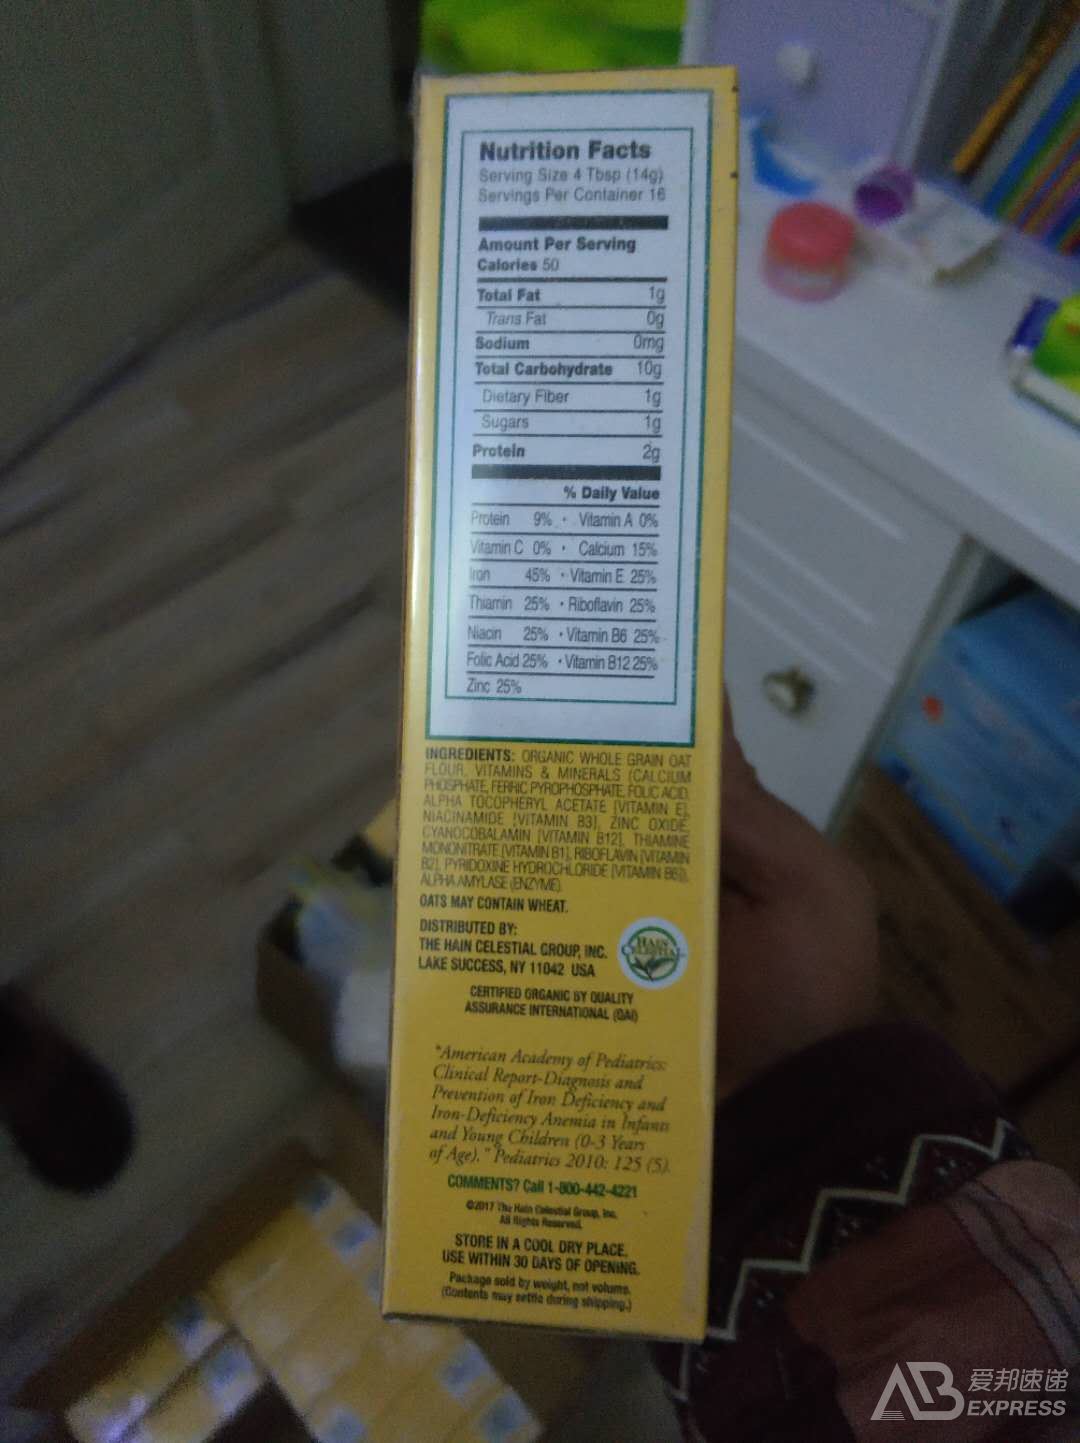 Nutrition Facts
Serving Size 4 Tbsp (14g)
Servings Per Container 16
Amount Per Serving
Calories 50
Total Fat 1g
Trans Fat 0g
Sodium 0mg
Total Carbohydrate 10g
Dietary Fiber 1g
Sugars 1g
Protein 2g
% Daily Value
Protein 9% • Vitamin A 0%
Vitamin C 0% • Calcium 15%
Iron 45% • Vitamin E 25%
Thiamin 25% • Riboflavin 25%
Niacin 25% • Vitamin B6 25%
Folic Acid 25% • Vitamin B12 25%
Zinc 25%
INGREDIENTS: ORGANIC WHOLE GRAIN OAT
FLOUR, VITAMINS & MINERALS (CALCIUM
PHOSPHATE, FERRIC PYROPHOSPHATE, FOLIC ACID,
ALPHA TOCOPHERYL ACETATE [VITAMIN E],
NIACINAMIDE [VITAMIN B3], ZINC OXIDE,
CYANOCOBALAMIN [VITAMIN B12], THIAMINE
MONONITRATE [VITAMIN B1], RIBOFLAVIN [VITAMIN
B2], PYRIDOXINE HYDROCHLORIDE [VITAMIN B6]),
ALPHA AMYLASE (ENZYME).
OATS MAY CONTAIN WHEAT.
DISTRIBUTED BY:
THE HAIN CELESTIAL GROUP, INC.
LAKE SUCCESS, NY 11042 USA
HAIN
CELESTIAL
CERTIFIED ORGANIC BY QUALITY
ASSURANCE INTERNATIONAL (QAI)
"American Academy of Pediatrics:
Clinical Report-Diagnosis and
Prevention of Iron Deficiency and
Iron-Deficiency Anemia in Infants
and Young Children (0-3 Years
of Age)." Pediatrics 2010: 125 (5).
COMMENTS? Call 1-800-442-4221
©2017 The Hain Celestial Group, Inc.
All Rights Reserved.
STORE IN A COOL DRY PLACE.
USE WITHIN 30 DAYS OF OPENING.
Package sold by weight, not volume.
(Contents may settle during shipping.)
AB 爱邦速递
EXPRESS